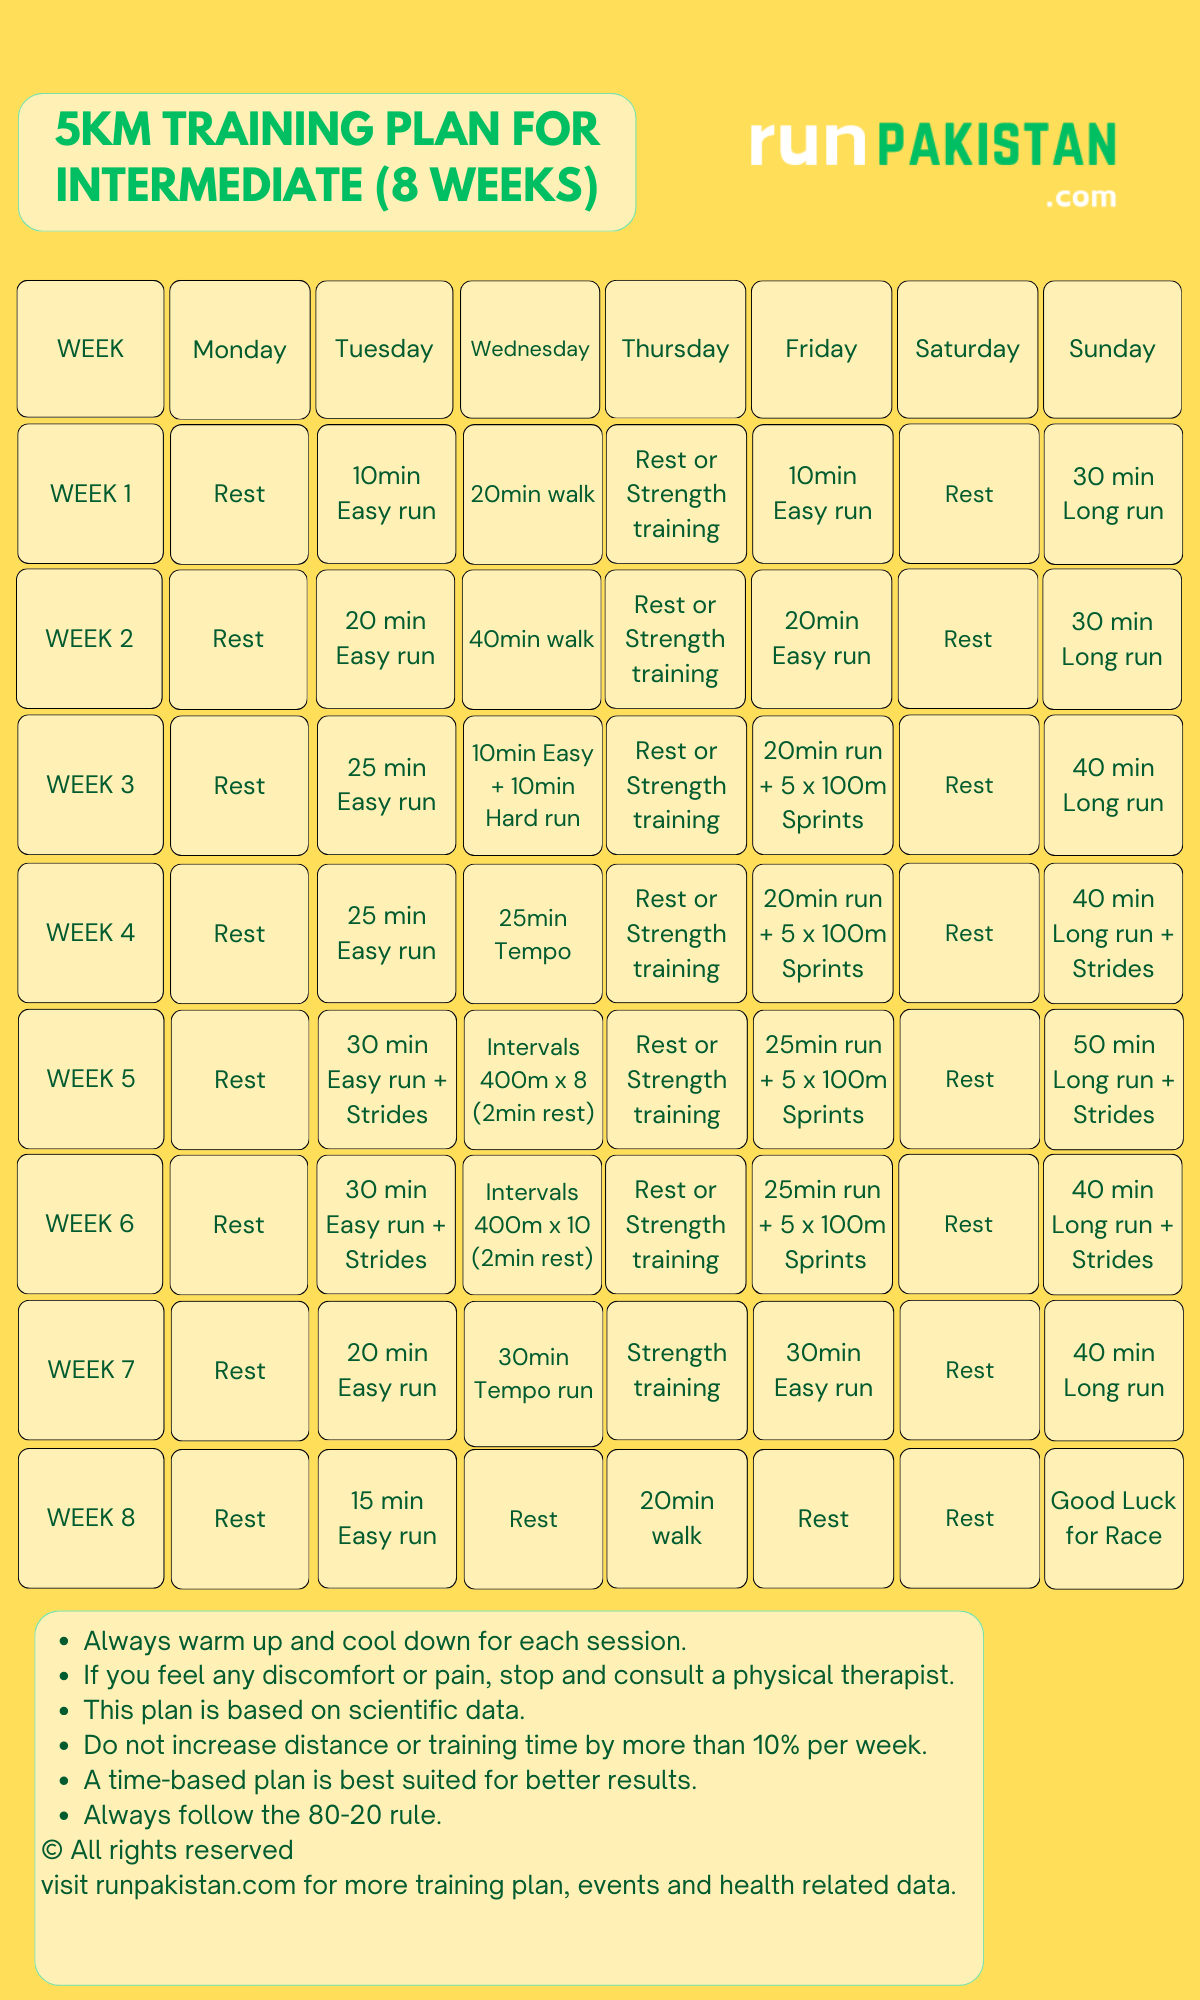 5KM TRAINING PLAN FOR
INTERMEDIATE (8 WEEKS)
run PAKISTAN
.com
WEEK
Monday
Tuesday
Wednesday
Thursday
Friday
Saturday
Sunday
WEEK 1
Rest
10min
Easy run
20min walk
Rest or
Strength
training
10min
Easy run
Rest
30 min
Long run
WEEK 2
Rest
20 min
Easy run
40min walk
Rest or
Strength
training
20min
Easy run
Rest
30 min
Long run
WEEK 3
Rest
25 min
Easy run
10min Easy
+ 10min
Hard run
Rest or
Strength
training
20min run
+ 5 x 100m
Sprints
Rest
40 min
Long run
WEEK 4
Rest
25 min
Easy run
25min
Tempo
Rest or
Strength
training
20min run
+ 5 x 100m
Sprints
Rest
40 min
Long run +
Strides
WEEK 5
Rest
30 min
Easy run +
Strides
Intervals
400m x 8
(2min rest)
Rest or
Strength
training
25min run
+ 5 x 100m
Sprints
Rest
50 min
Long run +
Strides
WEEK 6
Rest
30 min
Easy run +
Strides
Intervals
400m x 10
(2min rest)
Rest or
Strength
training
25min run
+ 5 x 100m
Sprints
Rest
40 min
Long run +
Strides
WEEK 7
Rest
20 min
Easy run
30min
Tempo run
Strength
training
30min
Easy run
Rest
40 min
Long run
WEEK 8
Rest
15 min
Easy run
Rest
20min
walk
Rest
Rest
Good Luck
for Race
• Always warm up and cool down for each session.
• If you feel any discomfort or pain, stop and consult a physical therapist.
• This plan is based on scientific data.
• Do not increase distance or training time by more than 10% per week.
• A time-based plan is best suited for better results.
• Always follow the 80-20 rule.
© All rights reserved
visit runpakistan.com for more training plan, events and health related data.